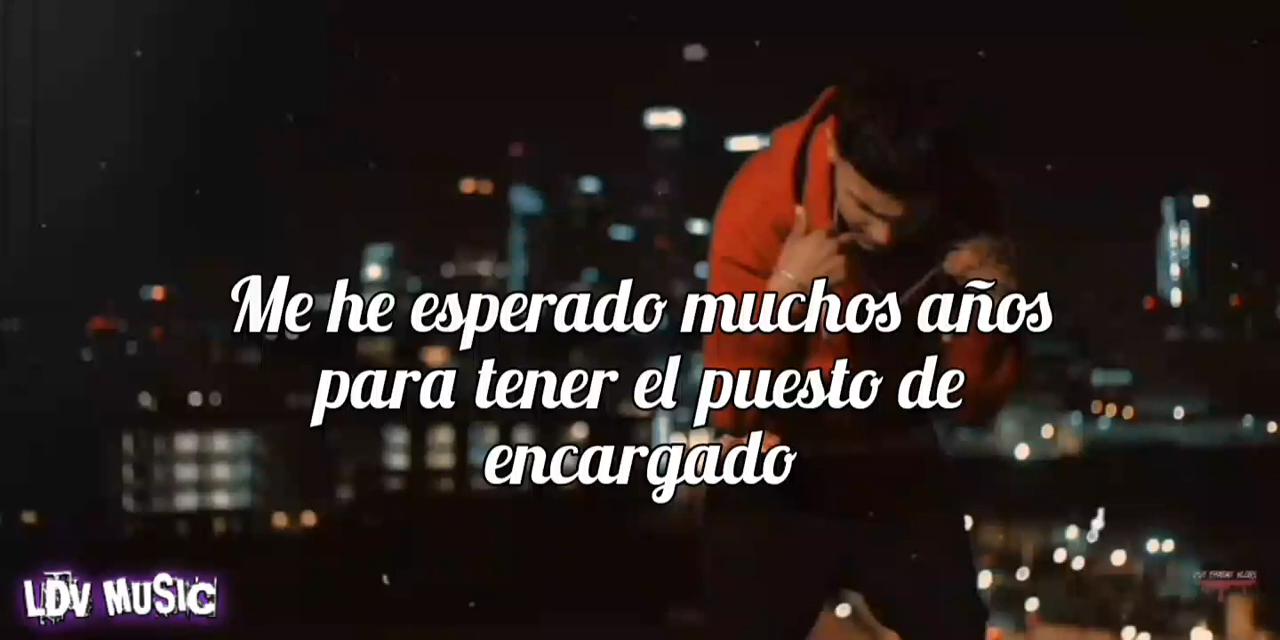 Me he esperado muchos años
para tener el puesto de
encargado
LDV MUSIC